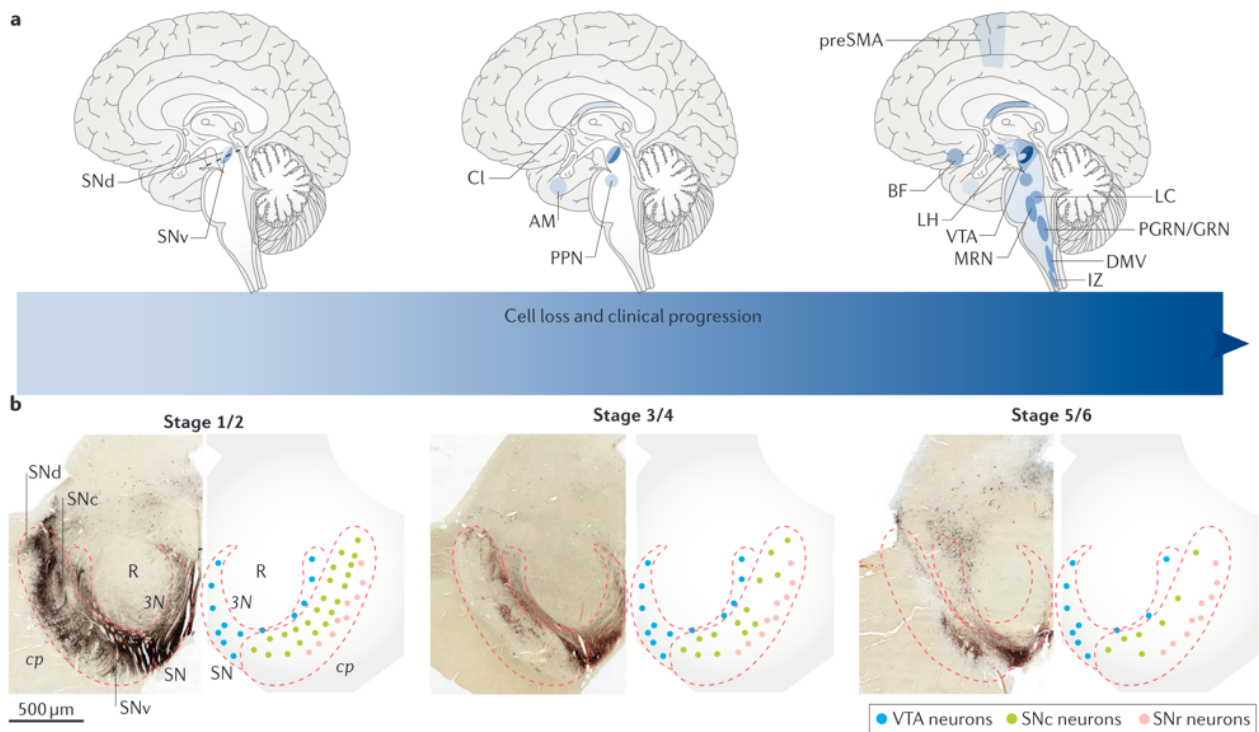 a
preSMA
SNd
SNv
Cl
AM
PPN
BF
LH
VTA
MRN
LC
PGRN/GRN
DMV
IZ
Cell loss and clinical progression
b
Stage 1/2
Stage 3/4
Stage 5/6
SNd
SNc
R
3N
cp
SN
SNv
500 µm
R
3N
SN
cp
VTA neurons
SNc neurons
SNr neurons